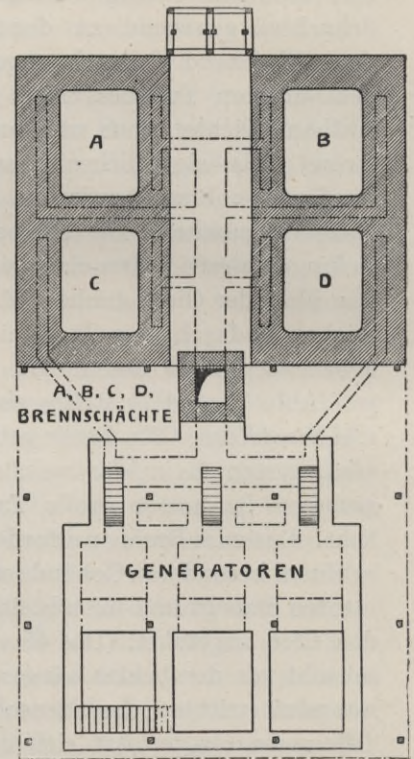 A
B
C
D
A, B, C, D,
BRENNSCHÄCHTE
GENERATOREN